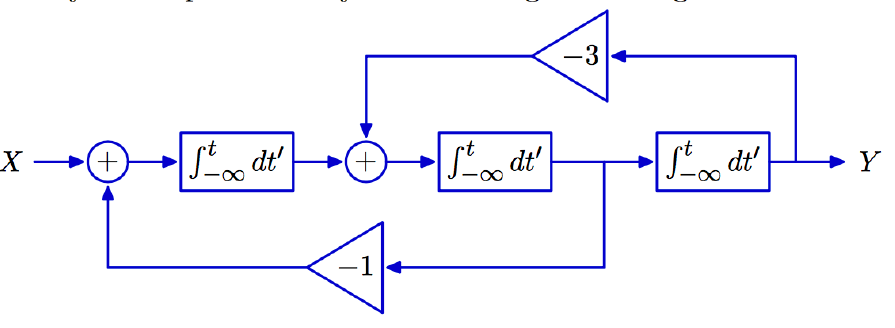 −3
X + ∫_{−∞}^{t} dt′ + ∫_{−∞}^{t} dt′ ∫_{−∞}^{t} dt′ Y
−1